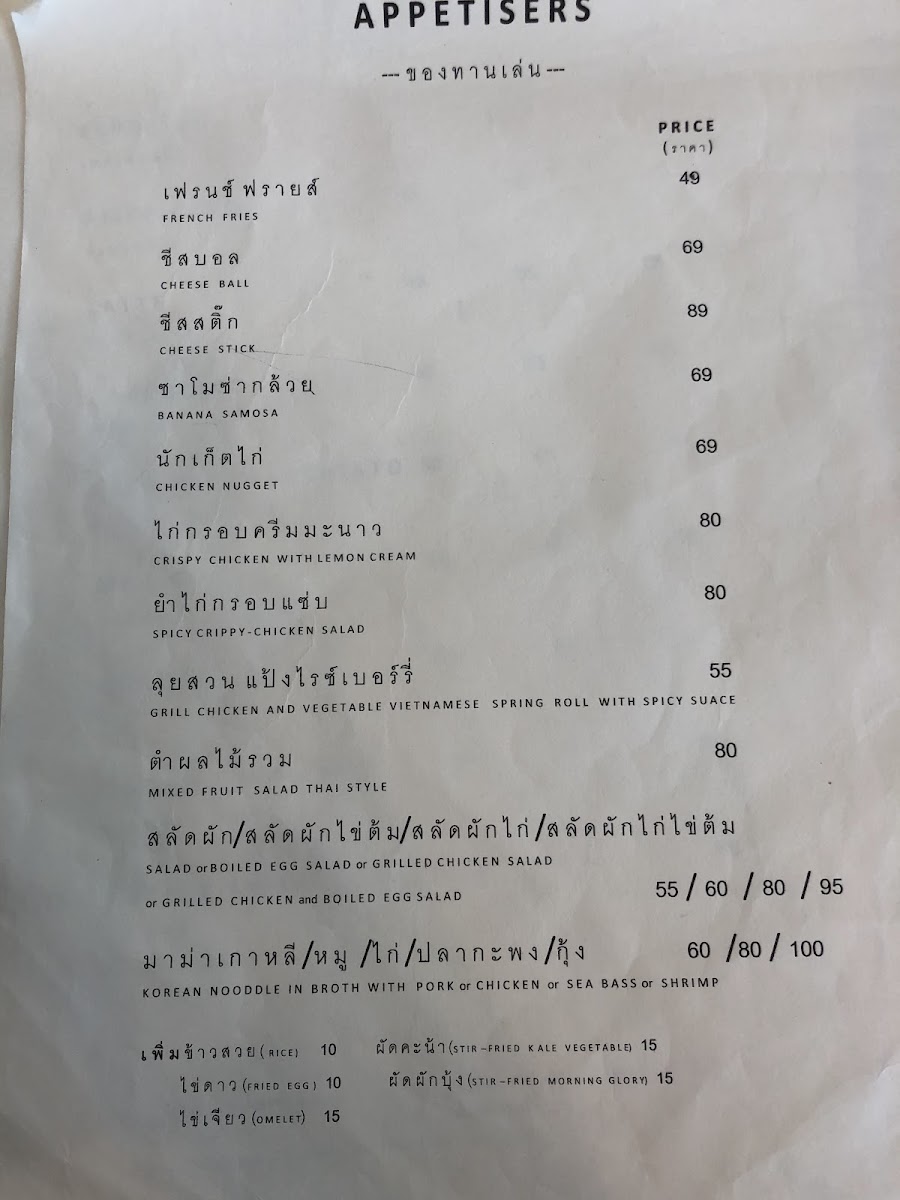 APPETISERS
--- ของทานเล่น ---
PRICE
(ราคา)
เฟรนช์ ฟรายส์ 49
FRENCH FRIES
ชีสบอล 69
CHEESE BALL
ชีสสติ๊ก 89
CHEESE STICK
ซาโมซ่ากล้วย 69
BANANA SAMOSA
นักเก็ตไก่ 69
CHICKEN NUGGET
ไก่กรอบครีมมะนาว 80
CRISPY CHICKEN WITH LEMON CREAM
ยำไก่กรอบแซ่บ 80
SPICY CRIPPY-CHICKEN SALAD
ลุยสวน แป้งไรซ์เบอร์รี่ 55
GRILL CHICKEN AND VEGETABLE VIETNAMESE SPRING ROLL WITH SPICY SUACE
ตำผลไม้รวม 80
MIXED FRUIT SALAD THAI STYLE
สลัดผัก/สลัดผักไข่ต้ม/สลัดผักไก่/สลัดผักไก่ไข่ต้ม
SALAD or BOILED EGG SALAD or GRILLED CHICKEN SALAD
or GRILLED CHICKEN and BOILED EGG SALAD 55 / 60 / 80 / 95
มาม่าเกาหลี/หมู /ไก่/ปลากะพง/กุ้ง 60 /80 / 100
KOREAN NOODDLE IN BROTH WITH PORK or CHICKEN or SEA BASS or SHRIMP
เพิ่มข้าวสวย (RICE) 10 ผัดคะน้า (STIR –FRIED KALE VEGETABLE) 15
ไข่ดาว (FRIED EGG) 10 ผัดผักบุ้ง (STIR –FRIED MORNING GLORY) 15
ไข่เจียว (OMELET) 15